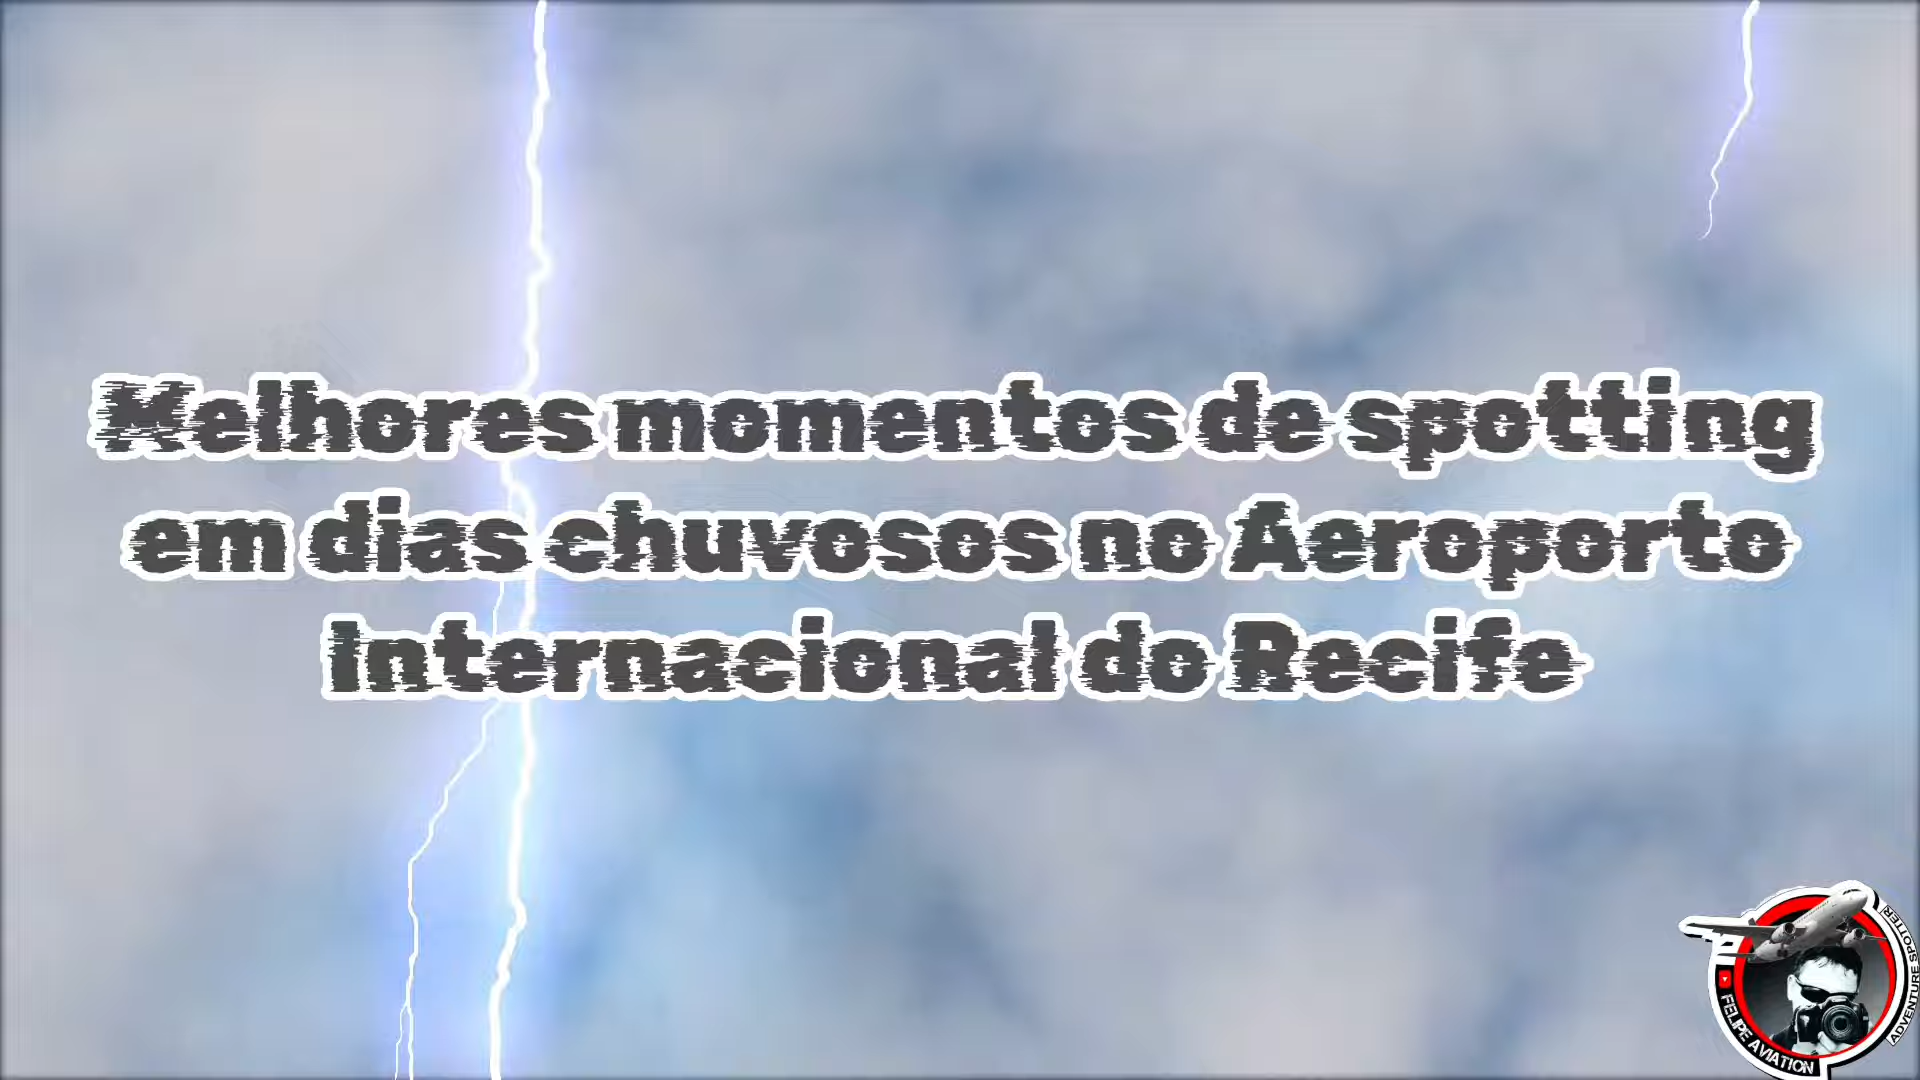 Melhores momentos de spotting
em dias chuvosos no Aeroporto
Internacional do Recife
FELIPE AVIATION
ADVENTURE SPOTTER